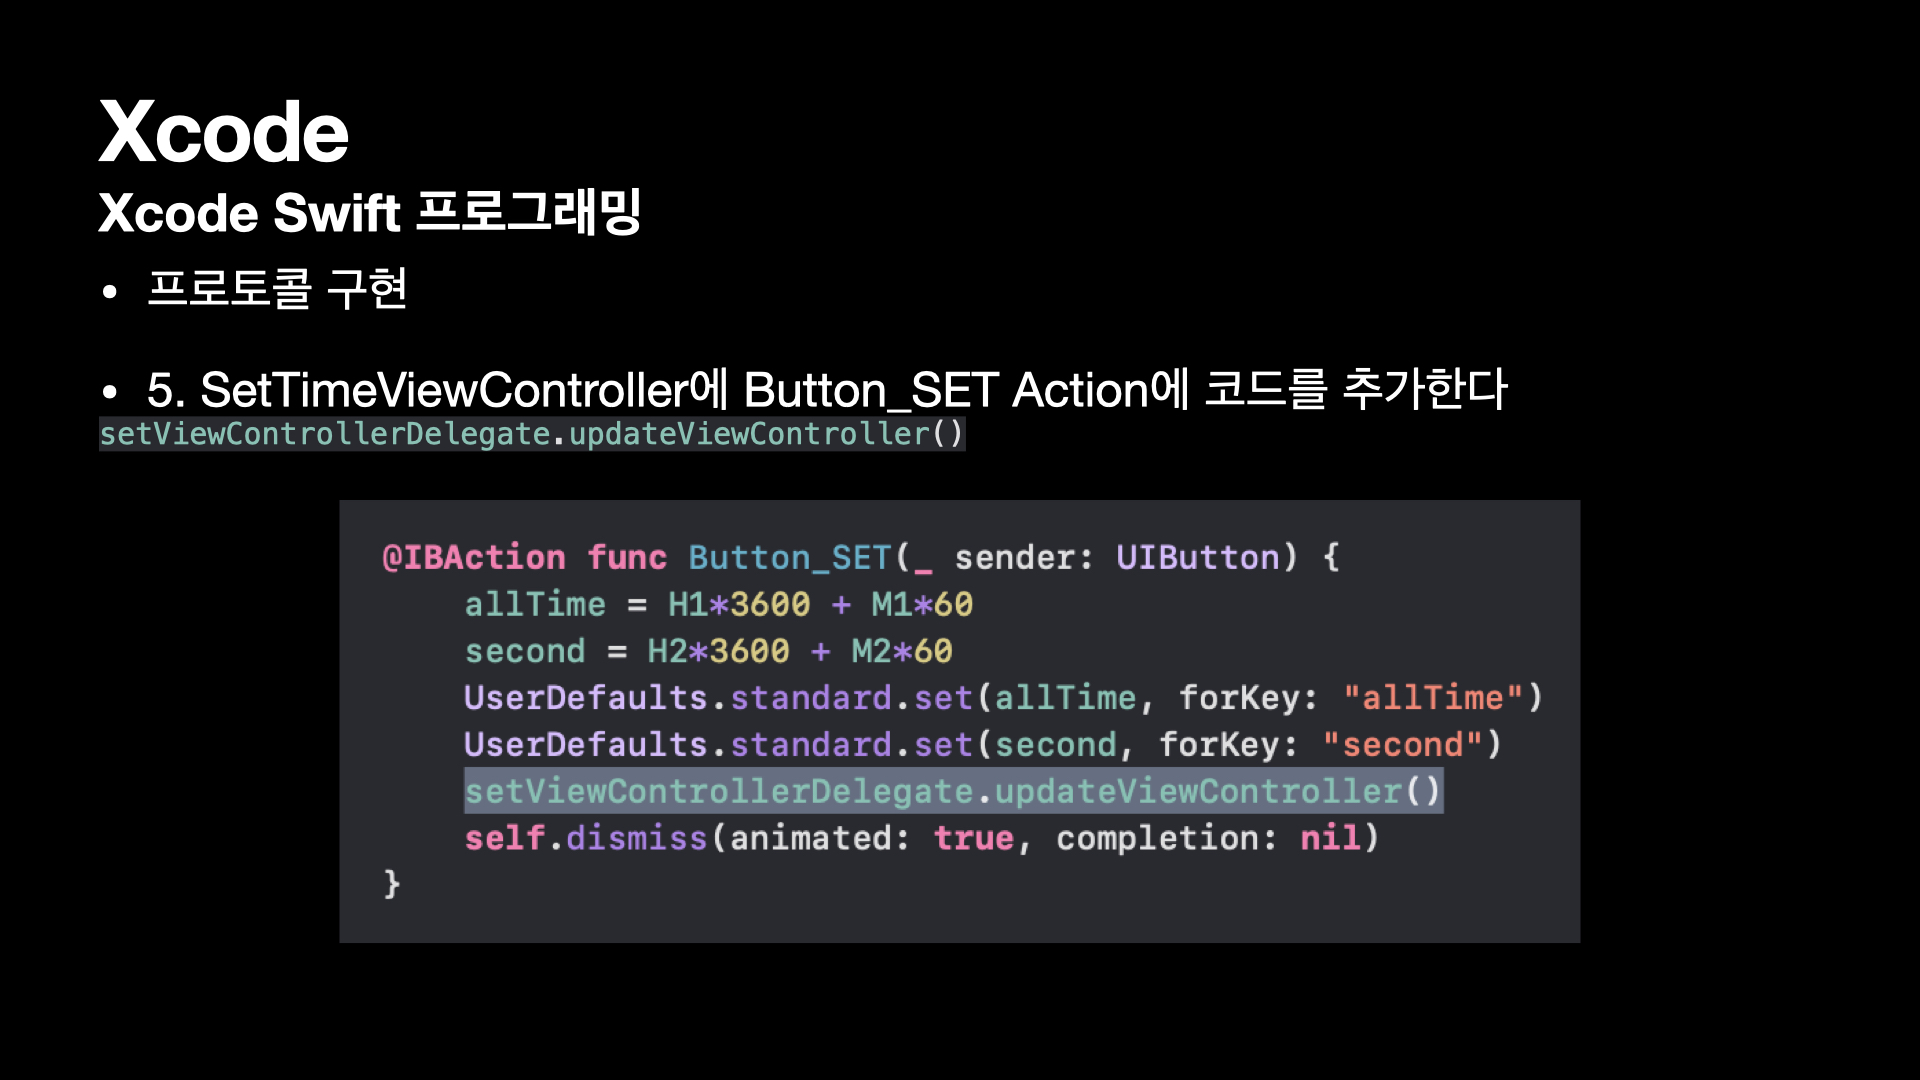 Xcode
Xcode Swift 프로그래밍
• 프로토콜 구현
• 5. SetTimeViewController에 Button_SET Action에 코드를 추가한다
setViewControllerDelegate.updateViewController()
@IBAction func Button_SET(_ sender: UIButton) {
    allTime = H1*3600 + M1*60
    second = H2*3600 + M2*60
    UserDefaults.standard.set(allTime, forKey: "allTime")
    UserDefaults.standard.set(second, forKey: "second")
    setViewControllerDelegate.updateViewController()
    self.dismiss(animated: true, completion: nil)
}